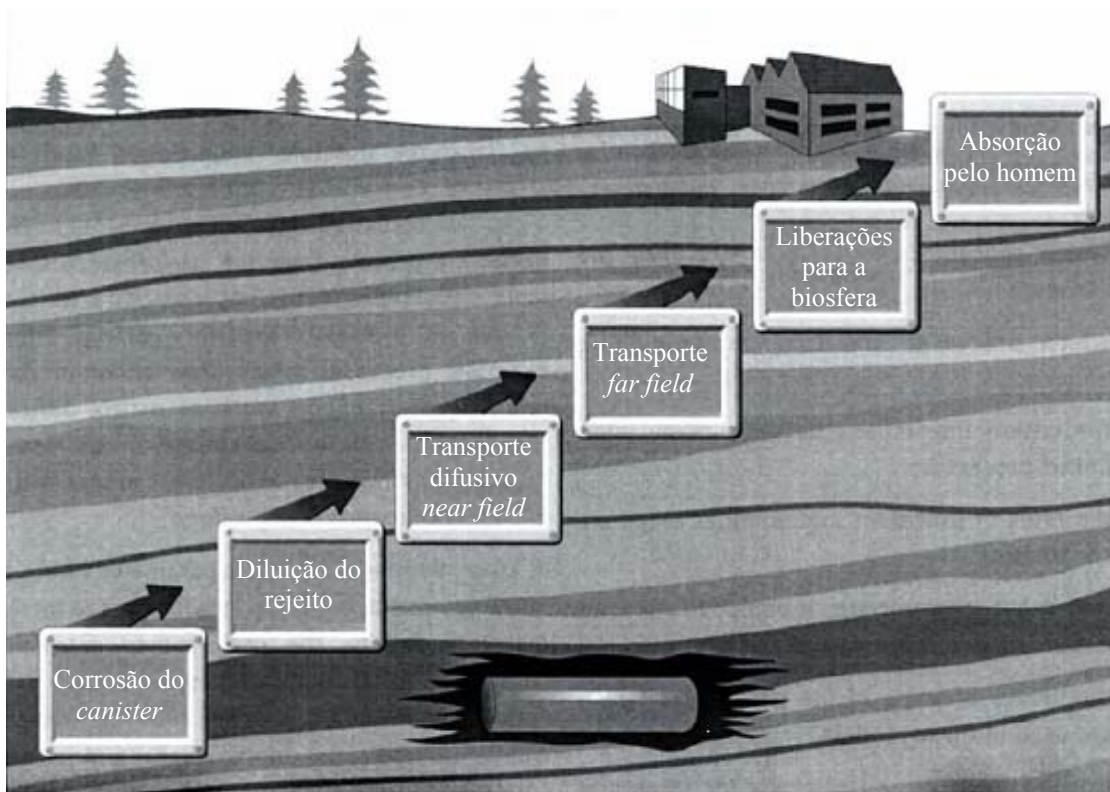 Absorção
pelo homem
Liberações
para a
biosfera
Transporte
far field
Transporte
difusivo
near field
Diluição do
rejeito
Corrosão do
canister